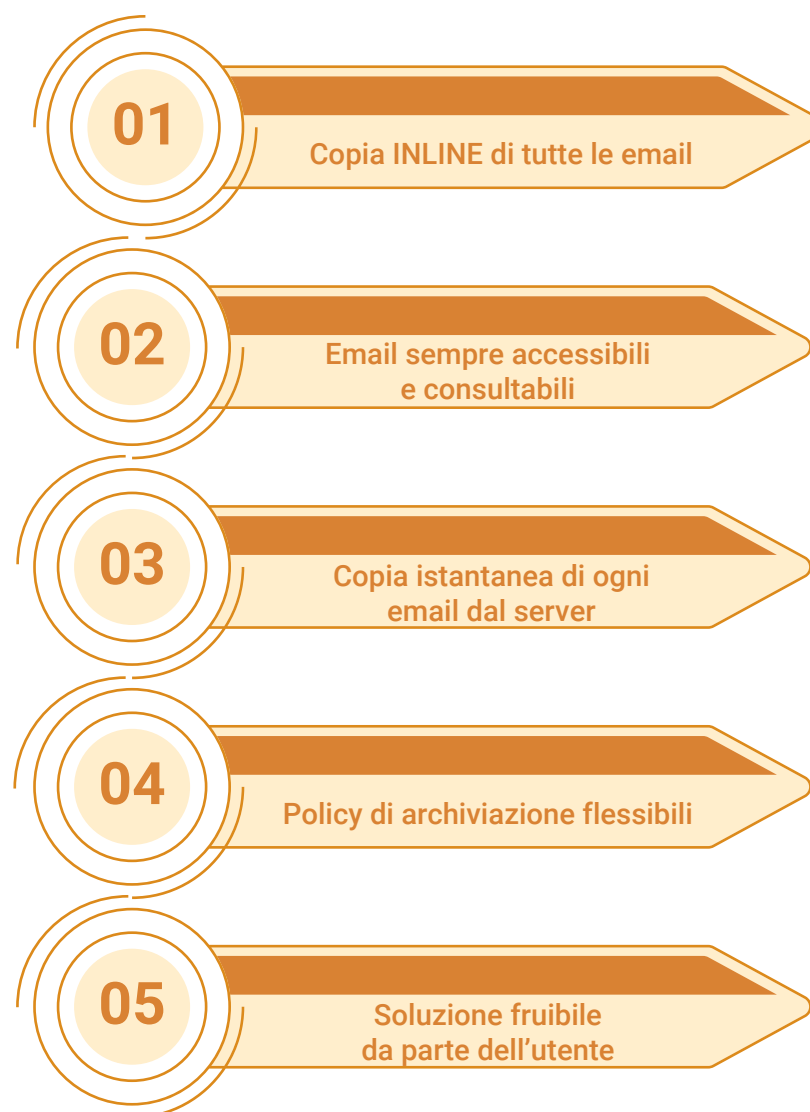 01
Copia INLINE di tutte le email
02
Email sempre accessibili
e consultabili
03
Copia istantanea di ogni
email dal server
04
Policy di archiviazione flessibili
05
Soluzione fruibile
da parte dell’utente